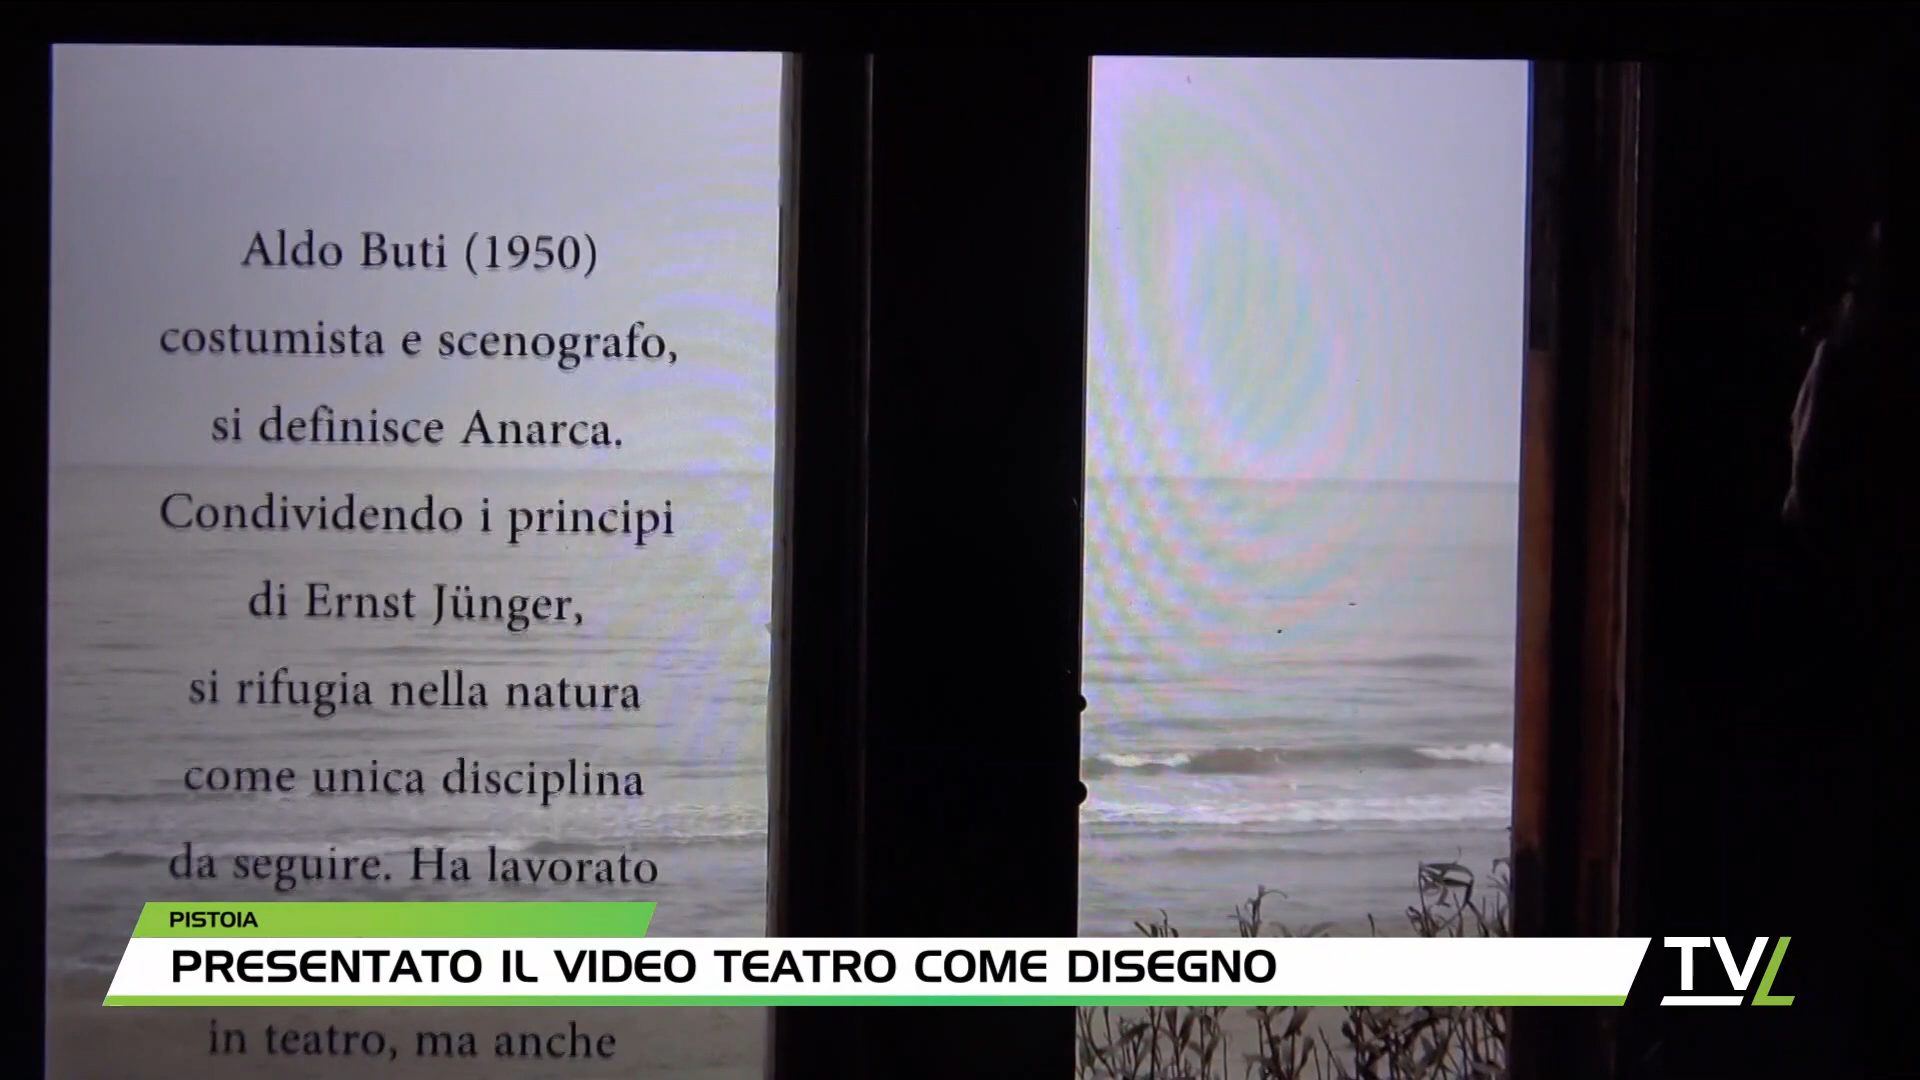 Aldo Buti (1950)
costumista e scenografo,
si definisce Anarca.
Condividendo i principi
di Ernst Jünger,
si rifugia nella natura
come unica disciplina
da seguire. Ha lavorato
PISTOIA
PRESENTATO IL VIDEO TEATRO COME DISEGNO
TVL
in teatro, ma anche